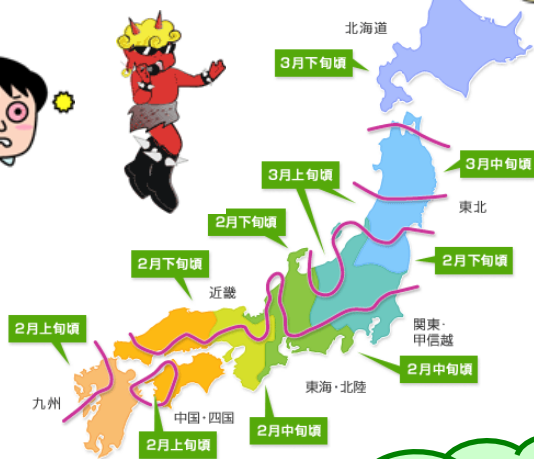 北海道
3月下旬頃
3月中旬頃
3月上旬頃
東北
2月下旬頃
2月下旬頃
2月下旬頃
近畿
2月上旬頃
関東・
甲信越
2月中旬頃
東海・北陸
九州
中国・四国
2月中旬頃
2月上旬頃